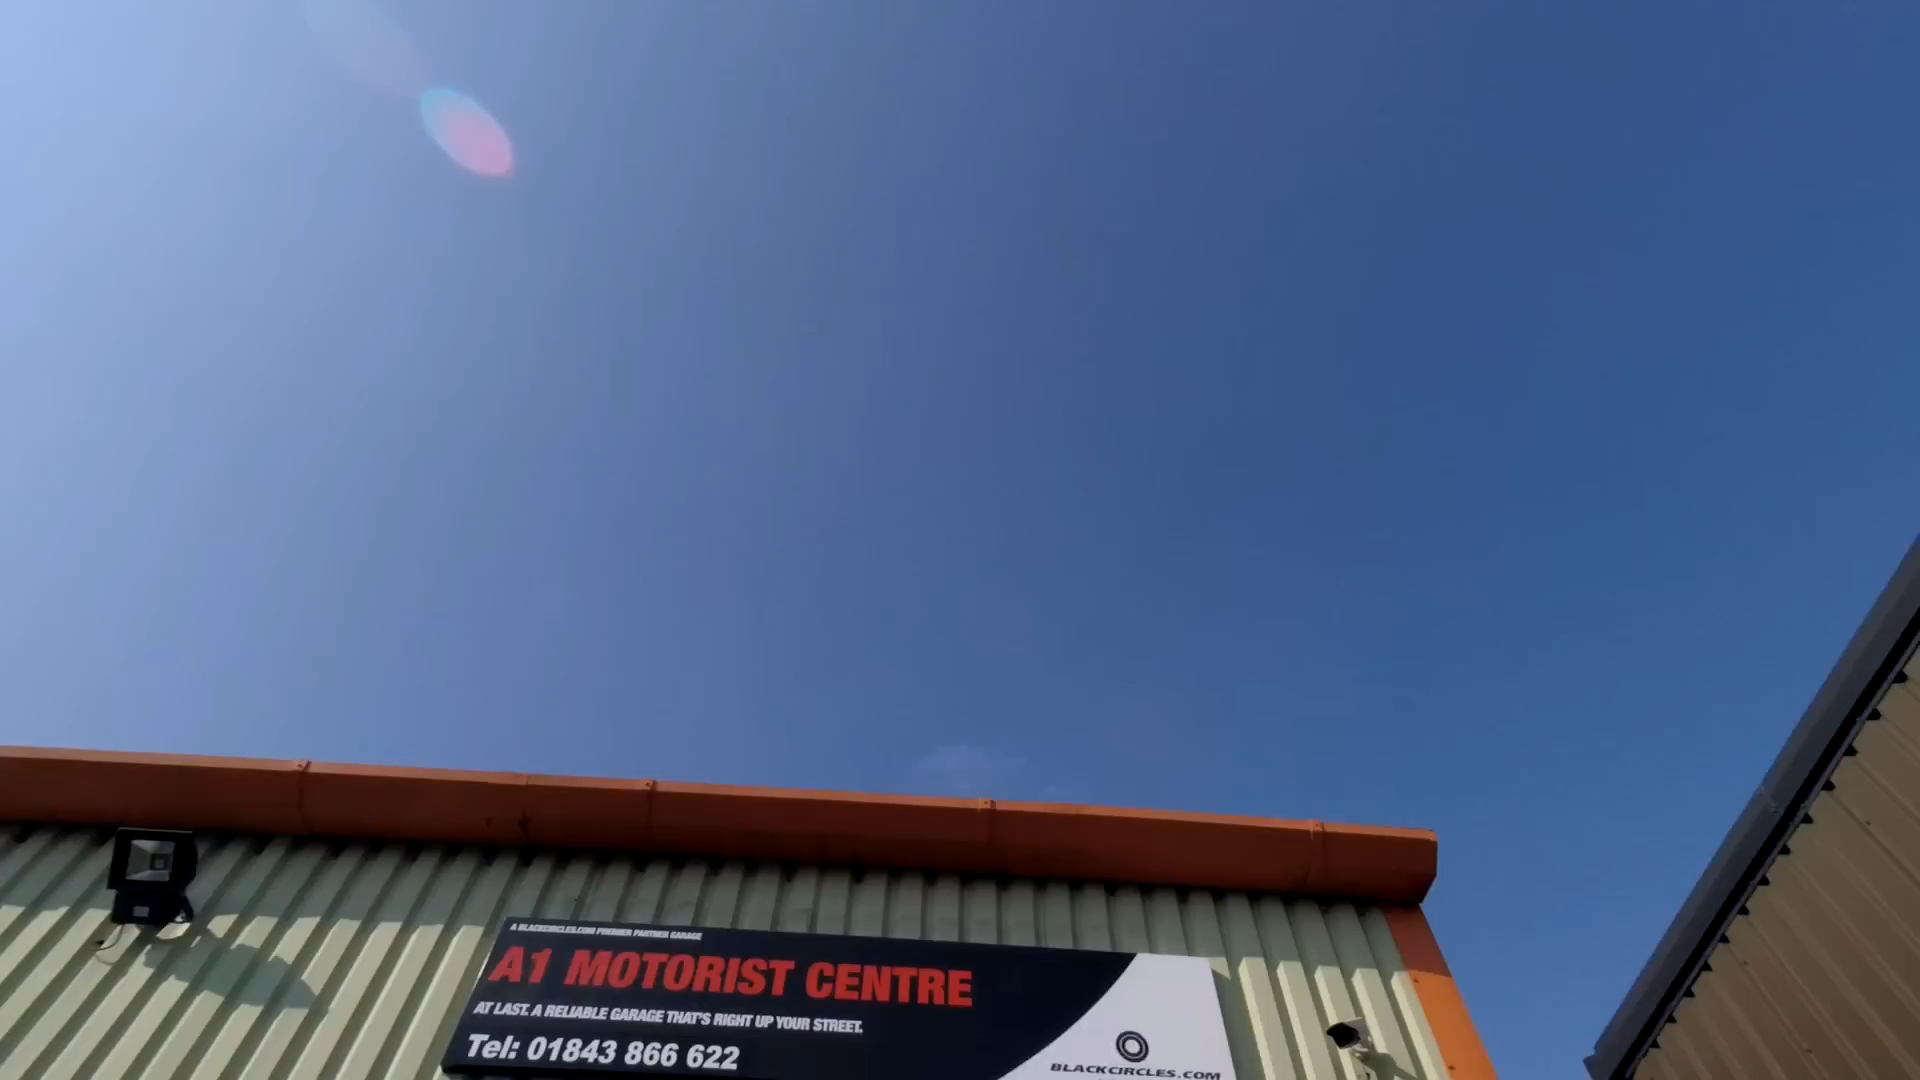 A BLACKCIRCLES.COM PREMIER PARTNER GARAGE
A1 MOTORIST CENTRE
AT LAST. A RELIABLE GARAGE THAT'S RIGHT UP YOUR STREET.
Tel: 01843 866 622
BLACKCIRCLES.COM